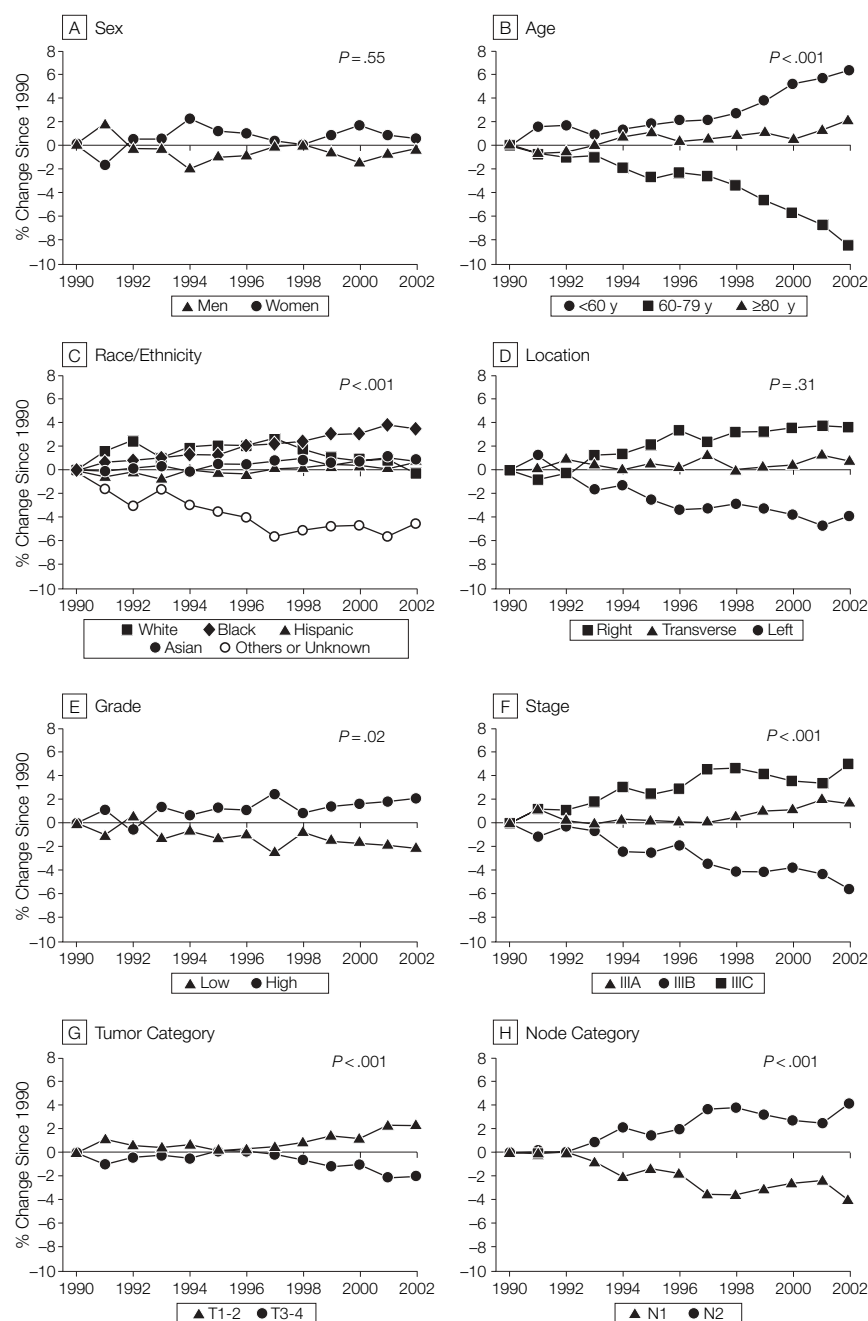 A Sex
P = .55
% Change Since 1990
8
6
4
2
0
−2
−4
−6
−8
−10
1990 1992 1994 1996 1998 2000 2002
Men Women
B Age
P < .001
8
6
4
2
0
−2
−4
−6
−8
−10
1990 1992 1994 1996 1998 2000 2002
<60 y 60-79 y ≥80 y
C Race/Ethnicity
P < .001
% Change Since 1990
8
6
4
2
0
−2
−4
−6
−8
−10
1990 1992 1994 1996 1998 2000 2002
White Black Hispanic
Asian Others or Unknown
D Location
P = .31
8
6
4
2
0
−2
−4
−6
−8
−10
1990 1992 1994 1996 1998 2000 2002
Right Transverse Left
E Grade
P = .02
% Change Since 1990
8
6
4
2
0
−2
−4
−6
−8
−10
1990 1992 1994 1996 1998 2000 2002
Low High
F Stage
P < .001
8
6
4
2
0
−2
−4
−6
−8
−10
1990 1992 1994 1996 1998 2000 2002
IIIA IIIB IIIC
G Tumor Category
P < .001
% Change Since 1990
8
6
4
2
0
−2
−4
−6
−8
−10
1990 1992 1994 1996 1998 2000 2002
T1-2 T3-4
H Node Category
P < .001
8
6
4
2
0
−2
−4
−6
−8
−10
1990 1992 1994 1996 1998 2000 2002
N1 N2